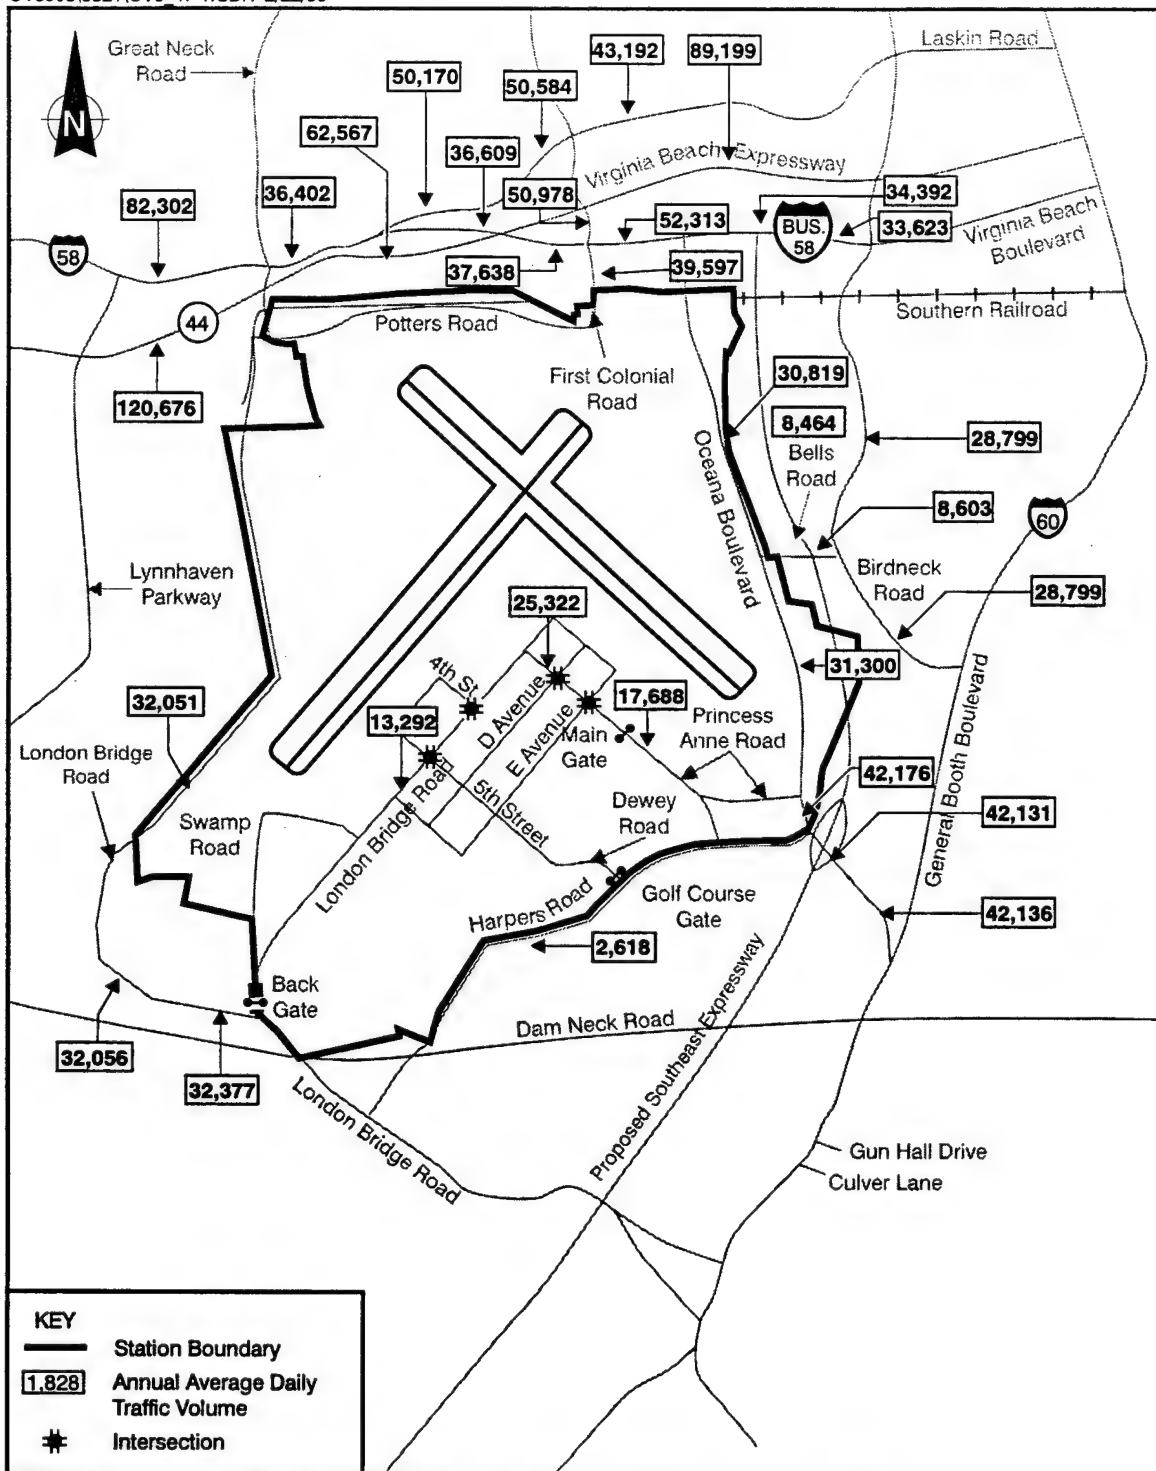 Great Neck
Road
43,192
89,199
Laskin Road
50,170
50,584
N
62,567
36,609
Virginia Beach Expressway
82,302
36,402
50,978
34,392
52,313
BUS.
58
33,623
Virginia Beach
Boulevard
58
37,638
39,597
44
Potters Road
Southern Railroad
120,676
First Colonial
Road
30,819
8,464
Bells
Road
28,799
Oceana Boulevard
8,603
60
Lynnhaven
Parkway
Birdneck
Road
25,322
28,799
4th St
D Avenue
E Avenue
31,300
32,051
13,292
17,688
Main
Gate
Princess
Anne Road
London Bridge
Road
42,176
General Booth Boulevard
Swamp
Road
London Bridge Road
5th Street
Dewey
Road
42,131
Harpers Road
Golf Course
Gate
42,136
2,618
Back
Gate
Dam Neck Road
Proposed Southeast Expressway
32,056
32,377
London Bridge Road
Gun Hall Drive
Culver Lane
KEY
Station Boundary
1,828
Annual Average Daily
Traffic Volume
Intersection